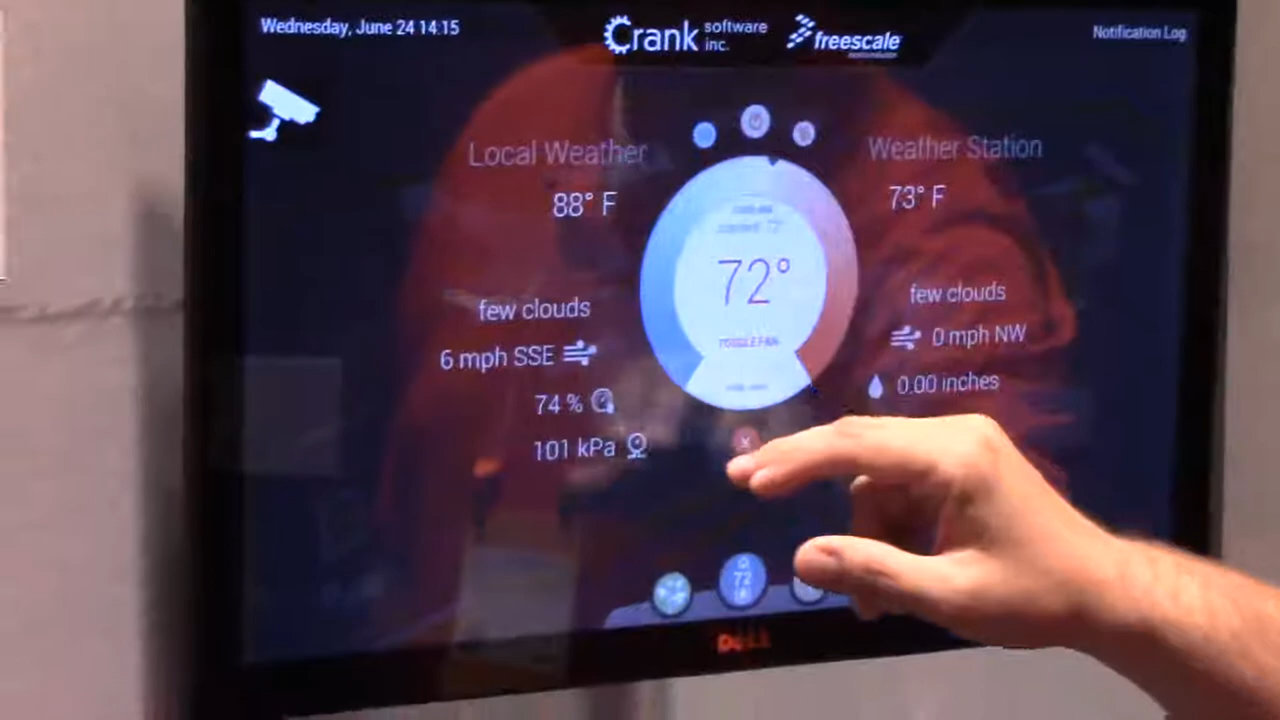 Wednesday, June 24 14:15
Crank software inc.
freescale
Notification Log
Local Weather
88° F
few clouds
6 mph SSE
74 %
101 kPa
72°
TOGGLE FAN
Weather Station
73° F
few clouds
0 mph NW
0.00 inches
72
DELL